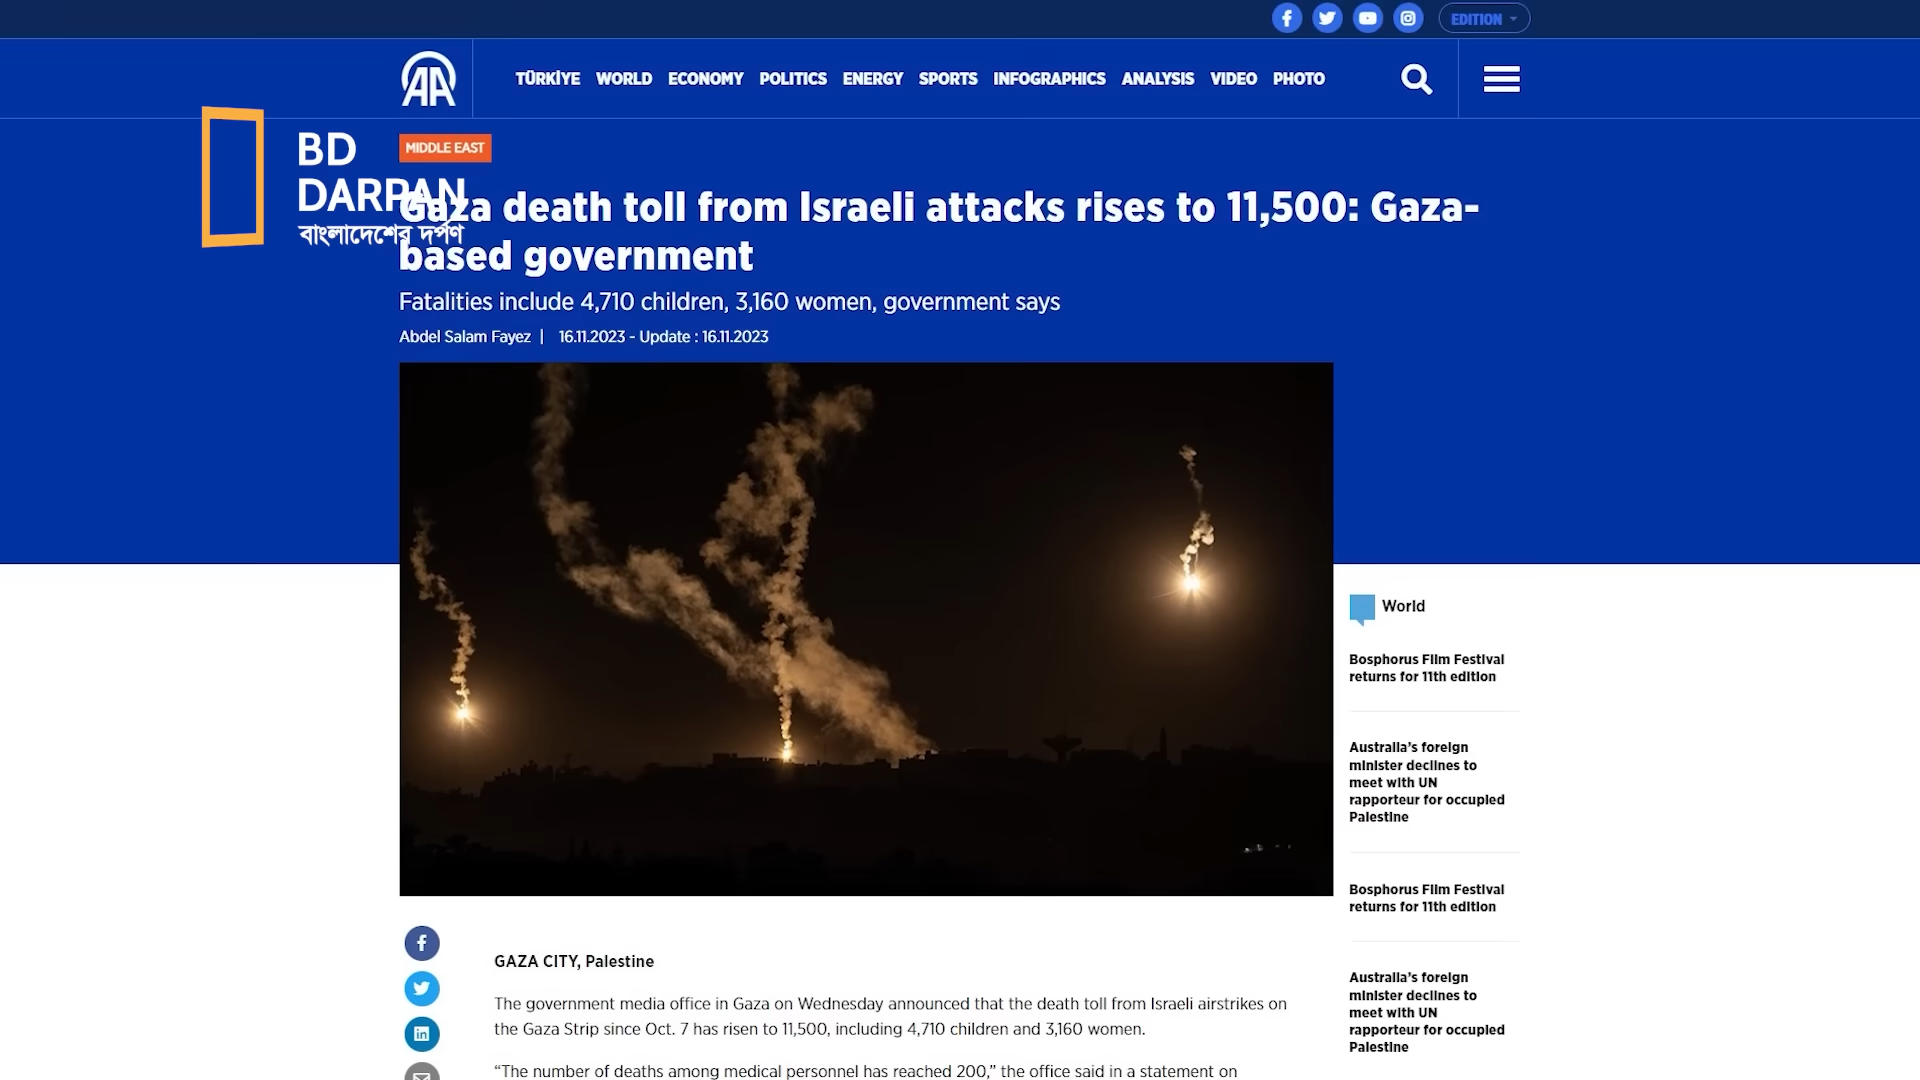 EDITION
AA
TÜRKİYE WORLD ECONOMY POLITICS ENERGY SPORTS INFOGRAPHICS ANALYSIS VIDEO PHOTO
BD
DARPAN
বাংলাদেশের দর্পণ
MIDDLE EAST
Gaza death toll from Israeli attacks rises to 11,500: Gaza-
based government
Fatalities include 4,710 children, 3,160 women, government says
Abdel Salam Fayez | 16.11.2023 - Update : 16.11.2023
World
Bosphorus Film Festival
returns for 11th edition
Australia's foreign
minister declines to
meet with UN
rapporteur for occupied
Palestine
Bosphorus Film Festival
returns for 11th edition
Australia's foreign
minister declines to
meet with UN
rapporteur for occupied
Palestine
GAZA CITY, Palestine
The government media office in Gaza on Wednesday announced that the death toll from Israeli airstrikes on
the Gaza Strip since Oct. 7 has risen to 11,500, including 4,710 children and 3,160 women.
“The number of deaths among medical personnel has reached 200,” the office said in a statement on